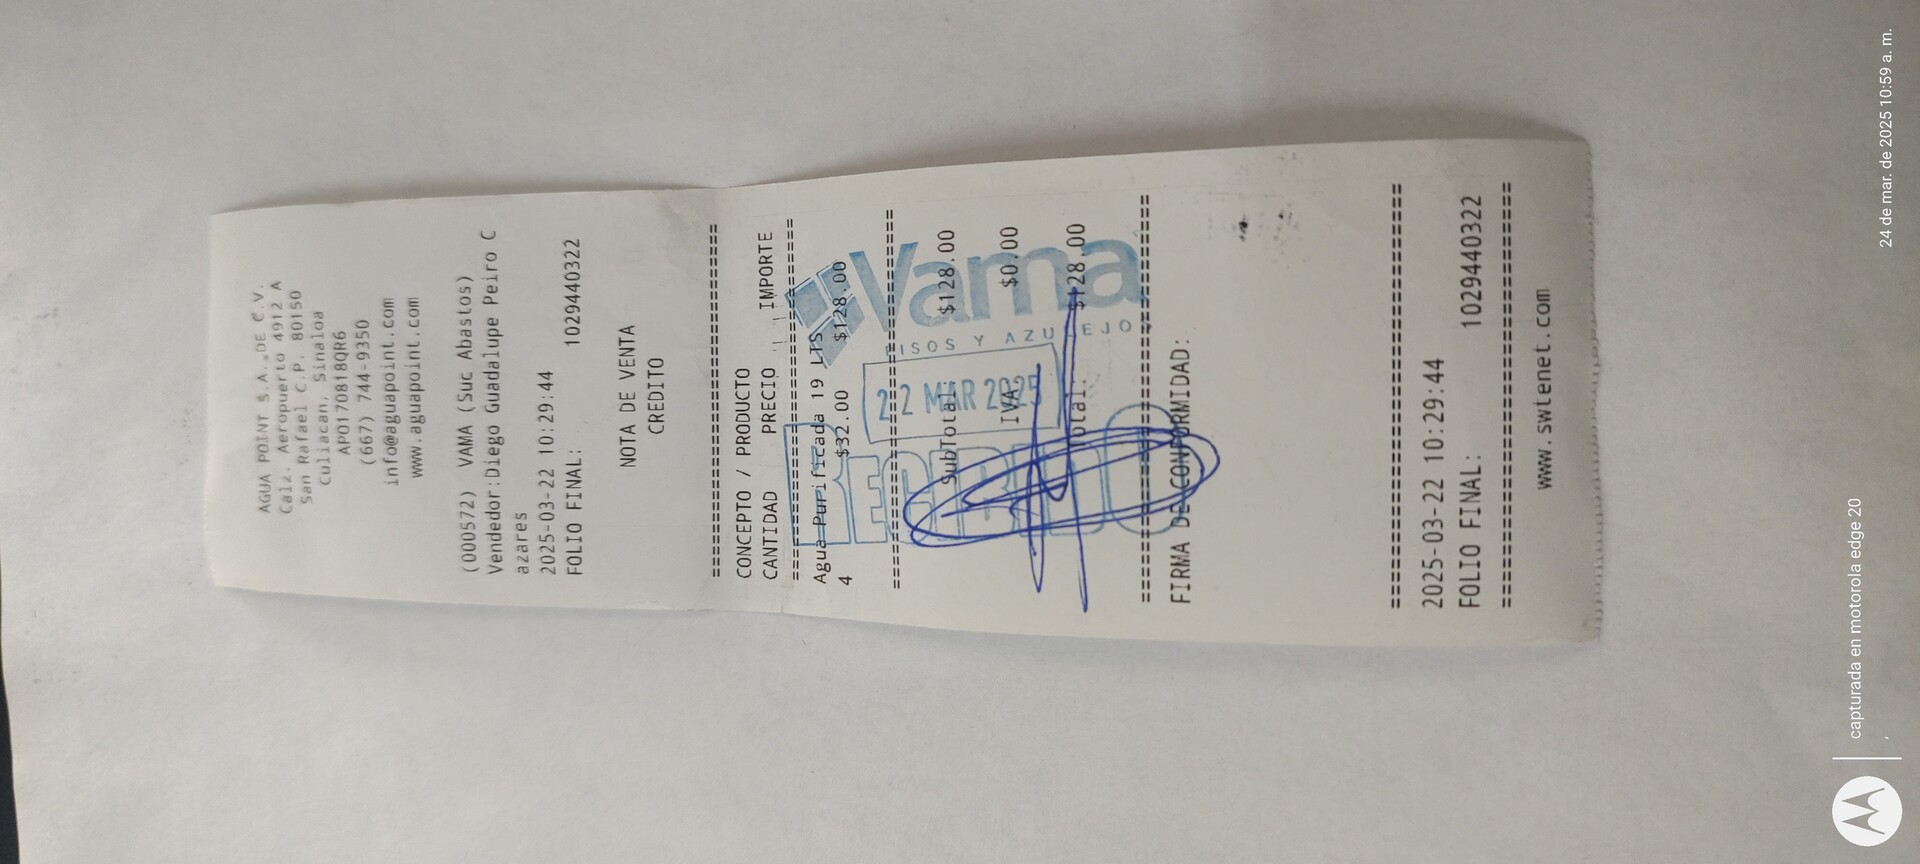 AGUA POINT S.A. DE C.V.
Calz. Aeropuerto 4912 A
San Rafael C.P. 80150
Culiacan, Sinaloa
APO170818QR6
(667) 744-9350
info@aguapoint.com
www.aguapoint.com
(000572) VAMA (Suc Abastos)
Vendedor:Diego Guadalupe Peiro C
azares
2025-03-22 10:29:44
FOLIO FINAL: 1029440322
NOTA DE VENTA
CREDITO
================================
CONCEPTO / PRODUCTO
CANTIDAD PRECIO IMPORTE
================================
Agua Purificada 19 LTS
4 $32.00 $128.00
================================
SubTotal: $128.00
IVA: $0.00
Total: $128.00
================================
FIRMA DE CONFORMIDAD:
================================
2025-03-22 10:29:44
FOLIO FINAL: 1029440322
================================
www.swtenet.com
Vama
PISOS Y AZULEJO
22 MAR 2025
RECIBIDO
capturada en motorola edge 20
24 de mar. de 2025 10:59 a. m.